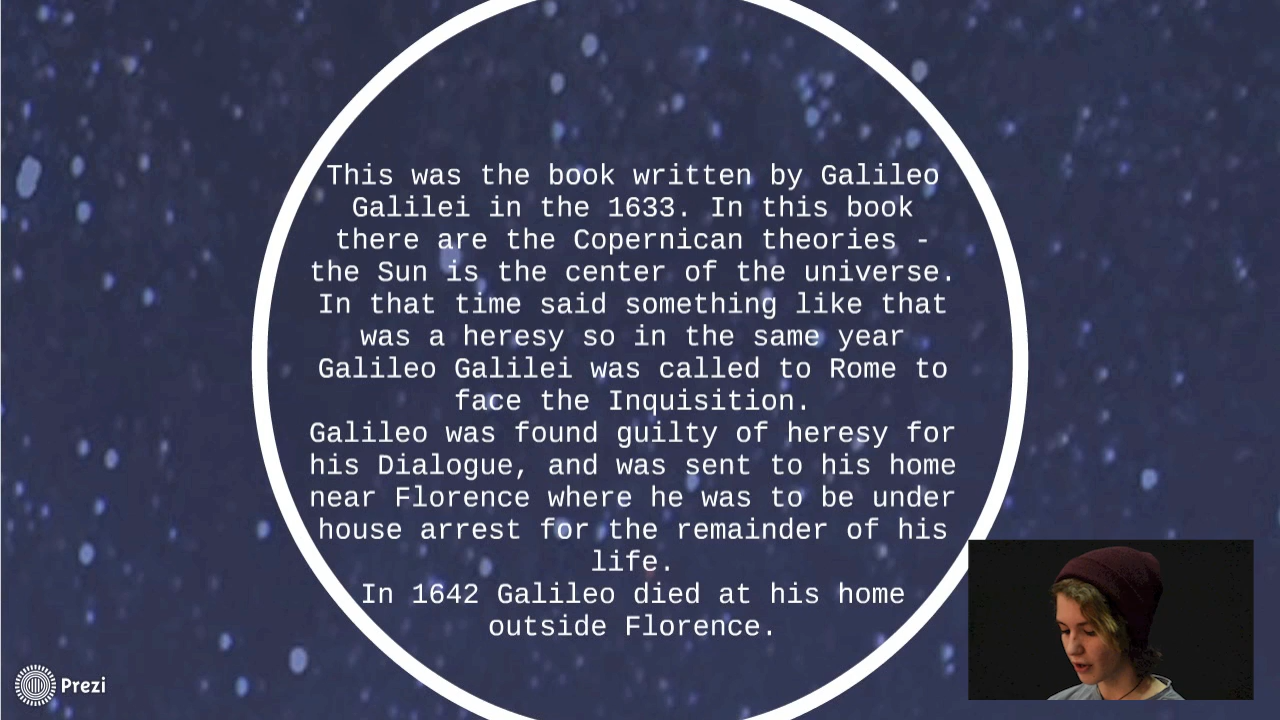 This was the book written by Galileo
Galilei in the 1633. In this book
there are the Copernican theories -
the Sun is the center of the universe.
In that time said something like that
was a heresy so in the same year
Galileo Galilei was called to Rome to
face the Inquisition.
Galileo was found guilty of heresy for
his Dialogue, and was sent to his home
near Florence where he was to be under
house arrest for the remainder of his
life.
In 1642 Galileo died at his home
outside Florence.
Prezi